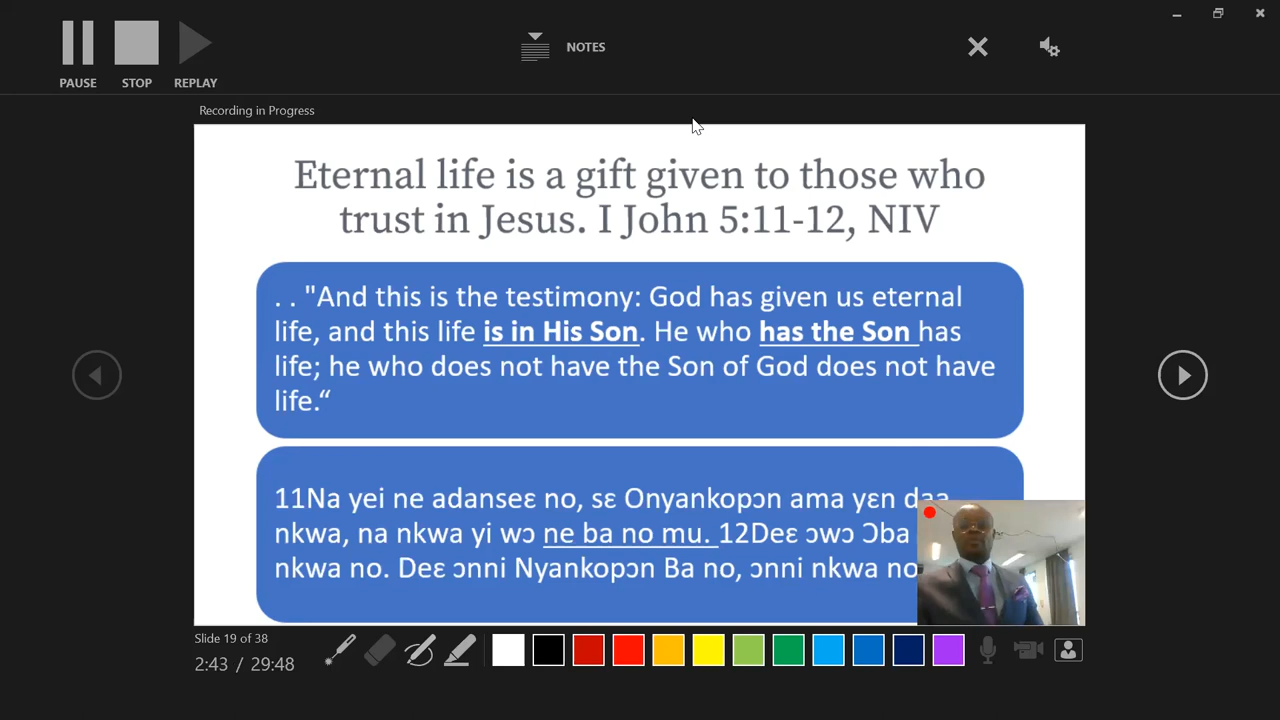 NOTES
PAUSE
STOP
REPLAY
Recording in Progress
Eternal life is a gift given to those who
trust in Jesus. I John 5:11-12, NIV
. . "And this is the testimony: God has given us eternal
life, and this life is in His Son. He who has the Son has
life; he who does not have the Son of God does not have
life.“
11Na yei ne adanseɛ no, sɛ Onyankopɔn ama yɛn daa
nkwa, na nkwa yi wɔ ne ba no mu. 12Deɛ ɔwɔ Ɔba
nkwa no. Deɛ ɔnni Nyankopɔn Ba no, ɔnni nkwa no
Slide 19 of 38
2:43 / 29:48